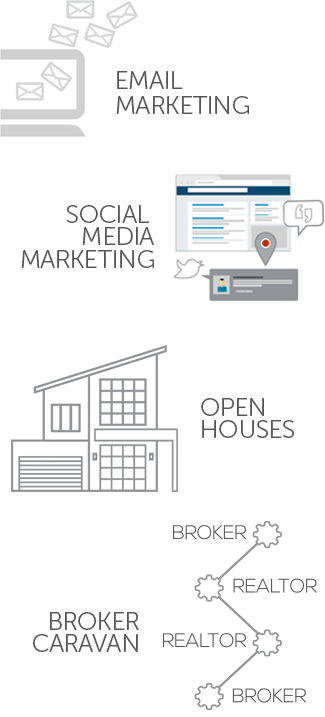 EMAIL
MARKETING
SOCIAL
MEDIA
MARKETING
OPEN
HOUSES
BROKER
REALTOR
BROKER
CARAVAN
REALTOR
BROKER